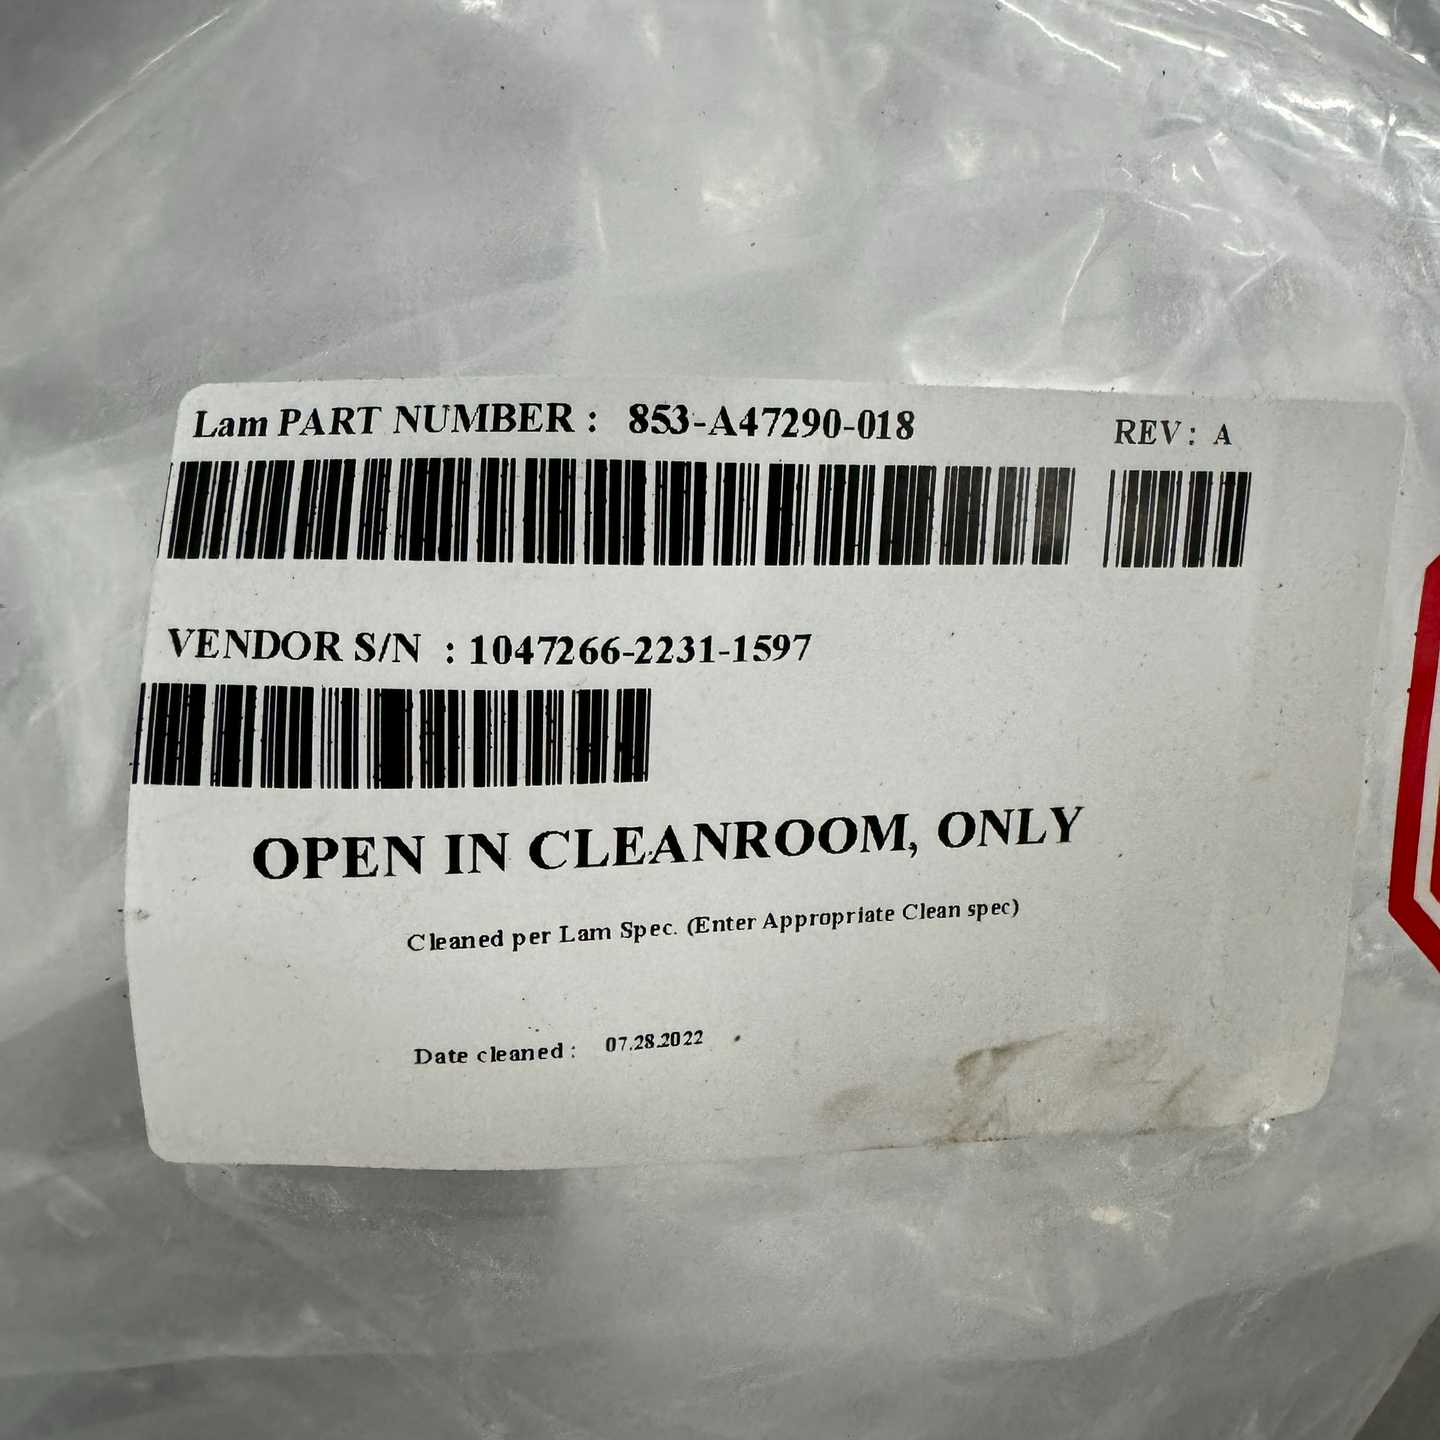 Lam PART NUMBER : 853-A47290-018 REV: A
VENDOR S/N : 1047266-2231-1597
OPEN IN CLEANROOM, ONLY
Cleaned per Lam Spec. (Enter Appropriate Clean spec)
Date cleaned : 07.28.2022